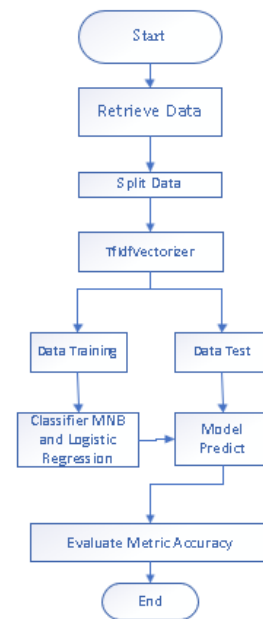 Start
Retrieve Data
Split Data
TfidfVectorizer
Data Training
Data Test
Classifier MNB
and Logistic
Regression
Model
Predict
Evaluate Metric Accuracy
End